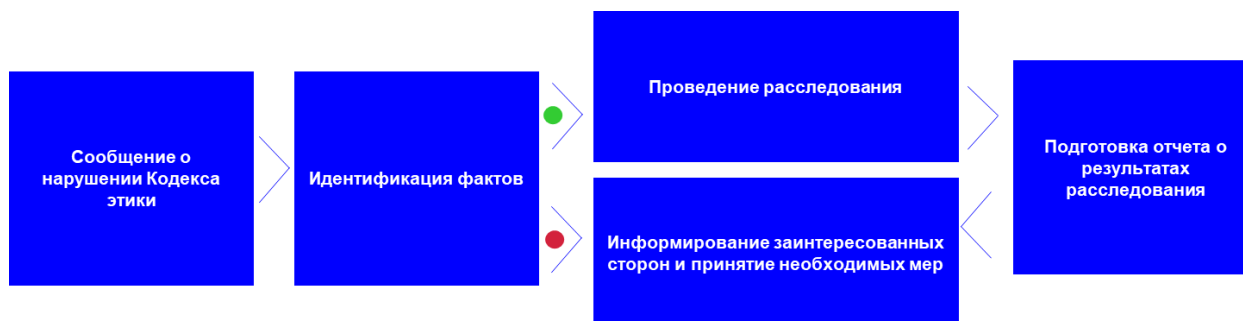 Сообщение о
нарушении Кодекса
этики
Идентификация фактов
Проведение расследования
Информирование заинтересованных
сторон и принятие необходимых мер
Подготовка отчета о
результатах
расследования